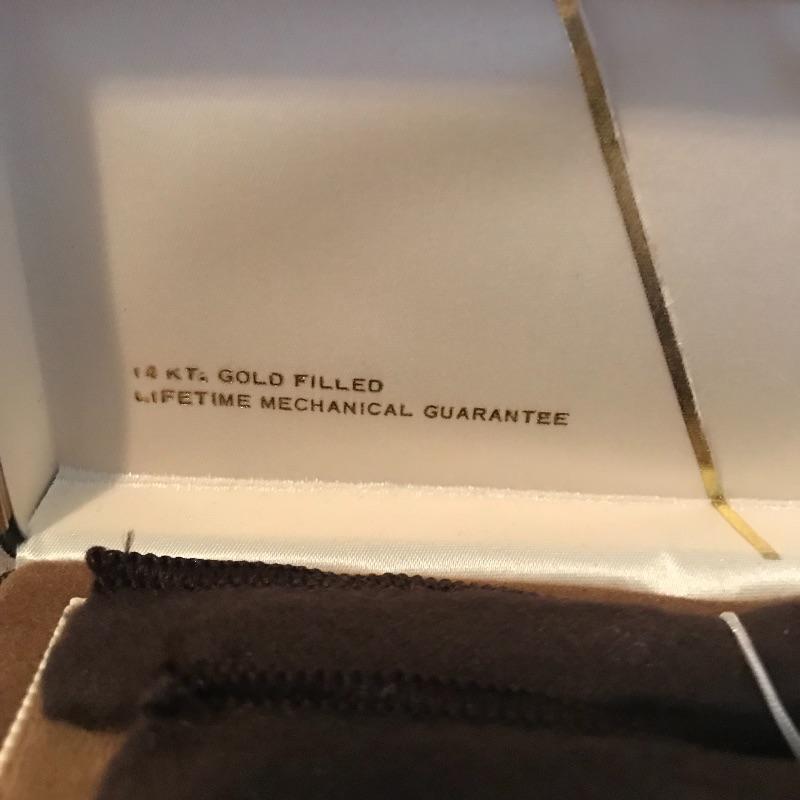 14 KT. GOLD FILLED
LIFETIME MECHANICAL GUARANTEE